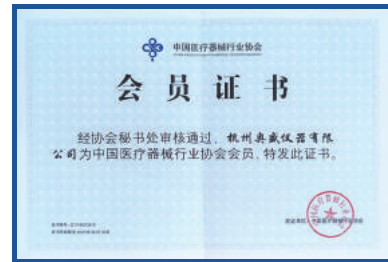 中国医疗器械行业协会
会员证书
经协会秘书处审核通过，杭州奥盛仪器有限
公司为中国医疗器械行业协会会员，特发此证书。